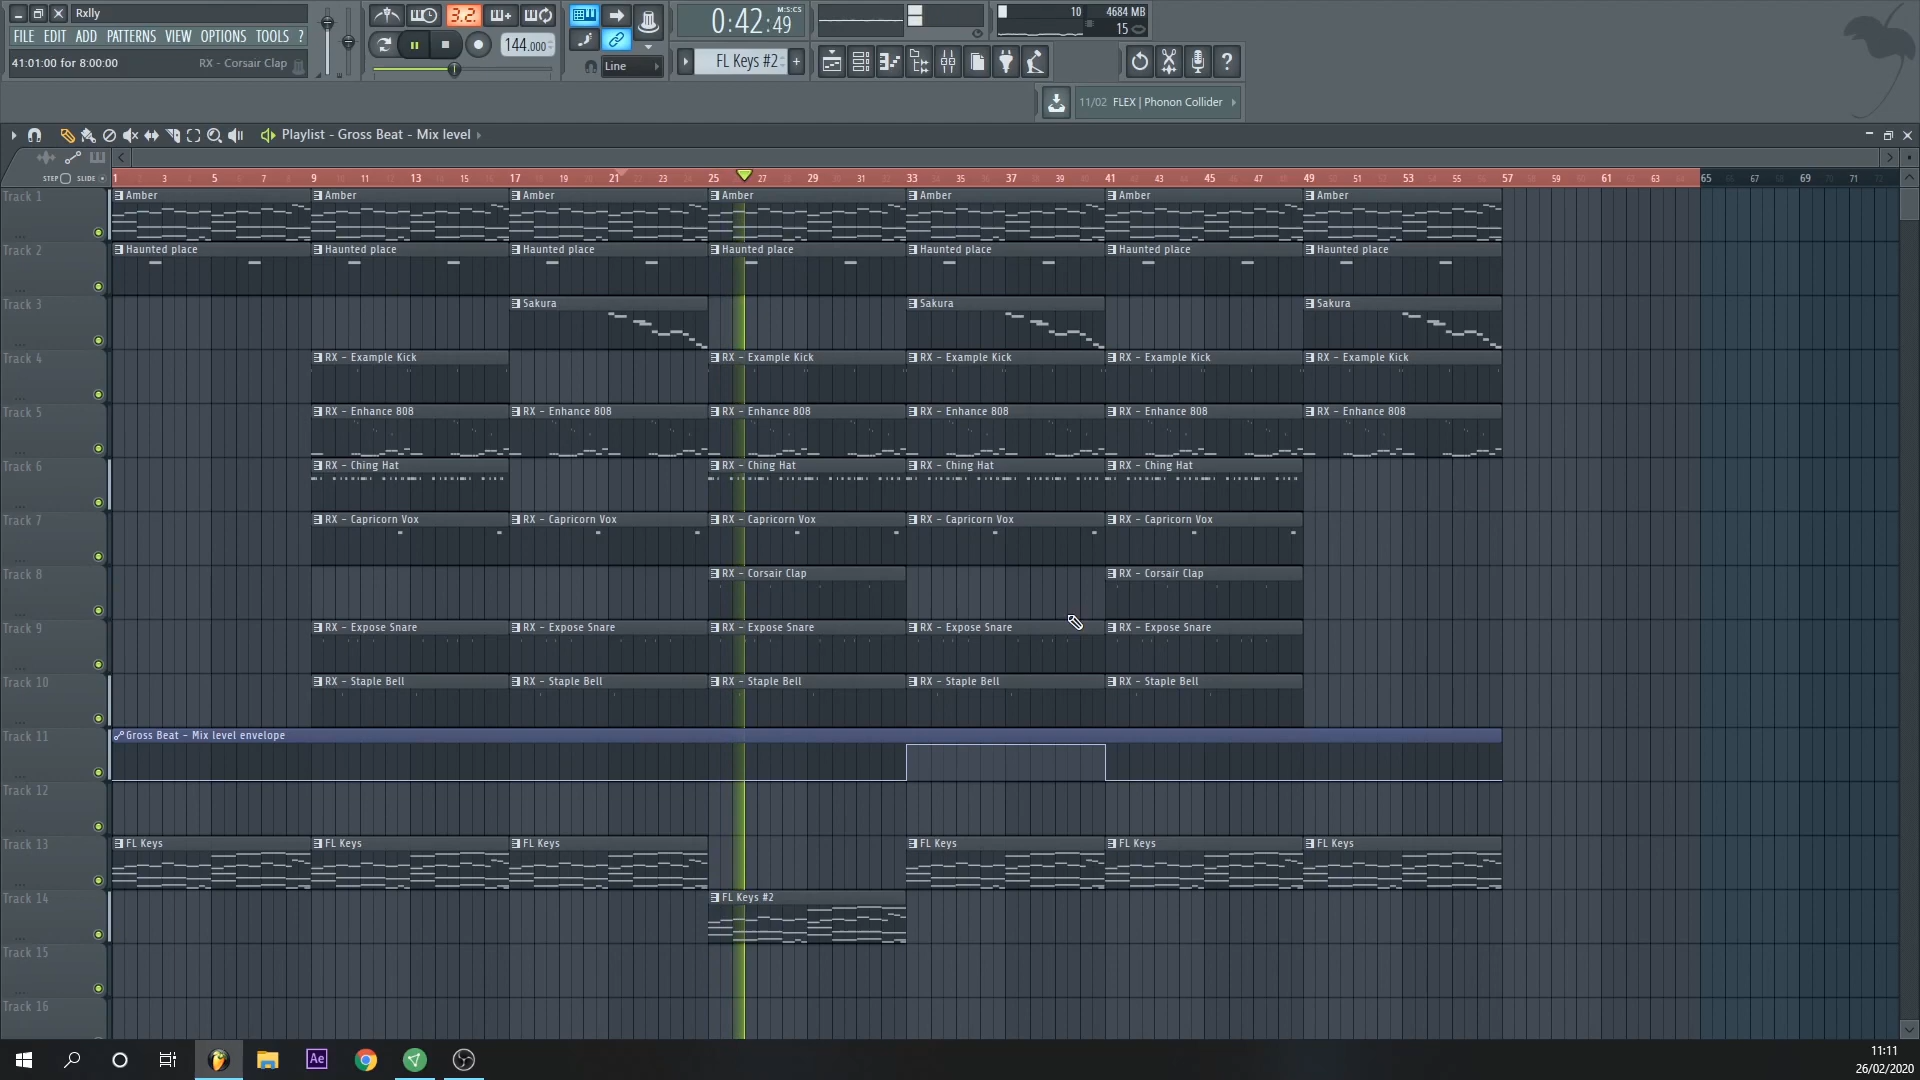 Rxlly
FILE EDIT ADD PATTERNS VIEW OPTIONS TOOLS ?
41:01:00 for 8:00:00 RX - Corsair Clap
3.2.
144.000
Line
0:42:49
M:S:CS
FL Keys #2
+
10 4684 MB
15
11/02 FLEX | Phonon Collider
Playlist - Gross Beat - Mix level
STEP SLIDE
1 3 5 7 9 11 13 15 17 19 21 23 25 27 29 31 33 35 37 39 41 43 45 47 49 51 53 55 57 59 61 63 65 67 69 71
Track 1 Amber Amber Amber Amber Amber Amber Amber
Track 2 Haunted place Haunted place Haunted place Haunted place Haunted place Haunted place Haunted place
Track 3 Sakura Sakura Sakura
Track 4 RX - Example Kick RX - Example Kick RX - Example Kick RX - Example Kick RX - Example Kick
Track 5 RX - Enhance 808 RX - Enhance 808 RX - Enhance 808 RX - Enhance 808 RX - Enhance 808 RX - Enhance 808
Track 6 RX - Ching Hat RX - Ching Hat RX - Ching Hat RX - Ching Hat
Track 7 RX - Capricorn Vox RX - Capricorn Vox RX - Capricorn Vox RX - Capricorn Vox RX - Capricorn Vox
Track 8 RX - Corsair Clap RX - Corsair Clap
Track 9 RX - Expose Snare RX - Expose Snare RX - Expose Snare RX - Expose Snare RX - Expose Snare
Track 10 RX - Staple Bell RX - Staple Bell RX - Staple Bell RX - Staple Bell RX - Staple Bell
Track 11 Gross Beat - Mix level envelope
Track 12
Track 13 FL Keys FL Keys FL Keys FL Keys FL Keys FL Keys
Track 14 FL Keys #2
Track 15
Track 16
Ae
11:11
26/02/2020